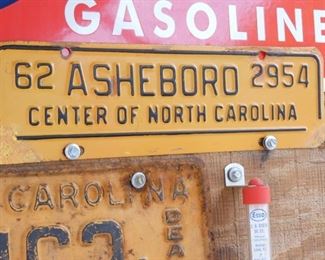 GASOLINE
62 ASHEBORO 2954
CENTER OF NORTH CAROLINA
CAROLINA
DEA
Esso